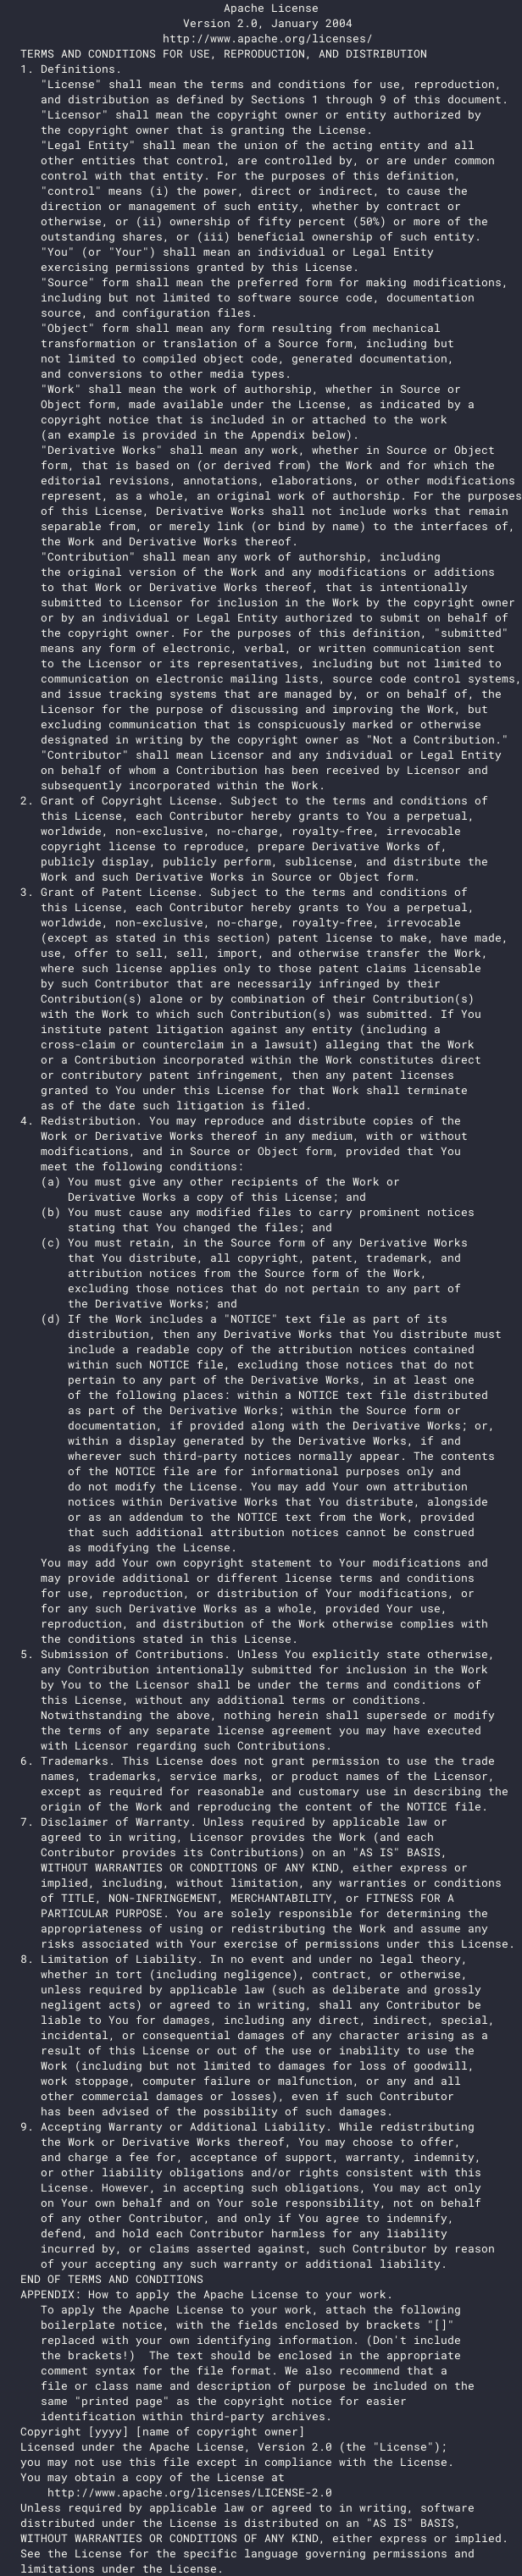 Apache License
Version 2.0, January 2004
http://www.apache.org/licenses/
TERMS AND CONDITIONS FOR USE, REPRODUCTION, AND DISTRIBUTION
1. Definitions.
"License" shall mean the terms and conditions for use, reproduction,
and distribution as defined by Sections 1 through 9 of this document.
"Licensor" shall mean the copyright owner or entity authorized by
the copyright owner that is granting the License.
"Legal Entity" shall mean the union of the acting entity and all
other entities that control, are controlled by, or are under common
control with that entity. For the purposes of this definition,
"control" means (i) the power, direct or indirect, to cause the
direction or management of such entity, whether by contract or
otherwise, or (ii) ownership of fifty percent (50%) or more of the
outstanding shares, or (iii) beneficial ownership of such entity.
"You" (or "Your") shall mean an individual or Legal Entity
exercising permissions granted by this License.
"Source" form shall mean the preferred form for making modifications,
including but not limited to software source code, documentation
source, and configuration files.
"Object" form shall mean any form resulting from mechanical
transformation or translation of a Source form, including but
not limited to compiled object code, generated documentation,
and conversions to other media types.
"Work" shall mean the work of authorship, whether in Source or
Object form, made available under the License, as indicated by a
copyright notice that is included in or attached to the work
(an example is provided in the Appendix below).
"Derivative Works" shall mean any work, whether in Source or Object
form, that is based on (or derived from) the Work and for which the
editorial revisions, annotations, elaborations, or other modifications
represent, as a whole, an original work of authorship. For the purposes
of this License, Derivative Works shall not include works that remain
separable from, or merely link (or bind by name) to the interfaces of,
the Work and Derivative Works thereof.
"Contribution" shall mean any work of authorship, including
the original version of the Work and any modifications or additions
to that Work or Derivative Works thereof, that is intentionally
submitted to Licensor for inclusion in the Work by the copyright owner
or by an individual or Legal Entity authorized to submit on behalf of
the copyright owner. For the purposes of this definition, "submitted"
means any form of electronic, verbal, or written communication sent
to the Licensor or its representatives, including but not limited to
communication on electronic mailing lists, source code control systems,
and issue tracking systems that are managed by, or on behalf of, the
Licensor for the purpose of discussing and improving the Work, but
excluding communication that is conspicuously marked or otherwise
designated in writing by the copyright owner as "Not a Contribution."
"Contributor" shall mean Licensor and any individual or Legal Entity
on behalf of whom a Contribution has been received by Licensor and
subsequently incorporated within the Work.
2. Grant of Copyright License. Subject to the terms and conditions of
this License, each Contributor hereby grants to You a perpetual,
worldwide, non-exclusive, no-charge, royalty-free, irrevocable
copyright license to reproduce, prepare Derivative Works of,
publicly display, publicly perform, sublicense, and distribute the
Work and such Derivative Works in Source or Object form.
3. Grant of Patent License. Subject to the terms and conditions of
this License, each Contributor hereby grants to You a perpetual,
worldwide, non-exclusive, no-charge, royalty-free, irrevocable
(except as stated in this section) patent license to make, have made,
use, offer to sell, sell, import, and otherwise transfer the Work,
where such license applies only to those patent claims licensable
by such Contributor that are necessarily infringed by their
Contribution(s) alone or by combination of their Contribution(s)
with the Work to which such Contribution(s) was submitted. If You
institute patent litigation against any entity (including a
cross-claim or counterclaim in a lawsuit) alleging that the Work
or a Contribution incorporated within the Work constitutes direct
or contributory patent infringement, then any patent licenses
granted to You under this License for that Work shall terminate
as of the date such litigation is filed.
4. Redistribution. You may reproduce and distribute copies of the
Work or Derivative Works thereof in any medium, with or without
modifications, and in Source or Object form, provided that You
meet the following conditions:
(a) You must give any other recipients of the Work or
Derivative Works a copy of this License; and
(b) You must cause any modified files to carry prominent notices
stating that You changed the files; and
(c) You must retain, in the Source form of any Derivative Works
that You distribute, all copyright, patent, trademark, and
attribution notices from the Source form of the Work,
excluding those notices that do not pertain to any part of
the Derivative Works; and
(d) If the Work includes a "NOTICE" text file as part of its
distribution, then any Derivative Works that You distribute must
include a readable copy of the attribution notices contained
within such NOTICE file, excluding those notices that do not
pertain to any part of the Derivative Works, in at least one
of the following places: within a NOTICE text file distributed
as part of the Derivative Works; within the Source form or
documentation, if provided along with the Derivative Works; or,
within a display generated by the Derivative Works, if and
wherever such third-party notices normally appear. The contents
of the NOTICE file are for informational purposes only and
do not modify the License. You may add Your own attribution
notices within Derivative Works that You distribute, alongside
or as an addendum to the NOTICE text from the Work, provided
that such additional attribution notices cannot be construed
as modifying the License.
You may add Your own copyright statement to Your modifications and
may provide additional or different license terms and conditions
for use, reproduction, or distribution of Your modifications, or
for any such Derivative Works as a whole, provided Your use,
reproduction, and distribution of the Work otherwise complies with
the conditions stated in this License.
5. Submission of Contributions. Unless You explicitly state otherwise,
any Contribution intentionally submitted for inclusion in the Work
by You to the Licensor shall be under the terms and conditions of
this License, without any additional terms or conditions.
Notwithstanding the above, nothing herein shall supersede or modify
the terms of any separate license agreement you may have executed
with Licensor regarding such Contributions.
6. Trademarks. This License does not grant permission to use the trade
names, trademarks, service marks, or product names of the Licensor,
except as required for reasonable and customary use in describing the
origin of the Work and reproducing the content of the NOTICE file.
7. Disclaimer of Warranty. Unless required by applicable law or
agreed to in writing, Licensor provides the Work (and each
Contributor provides its Contributions) on an "AS IS" BASIS,
WITHOUT WARRANTIES OR CONDITIONS OF ANY KIND, either express or
implied, including, without limitation, any warranties or conditions
of TITLE, NON-INFRINGEMENT, MERCHANTABILITY, or FITNESS FOR A
PARTICULAR PURPOSE. You are solely responsible for determining the
appropriateness of using or redistributing the Work and assume any
risks associated with Your exercise of permissions under this License.
8. Limitation of Liability. In no event and under no legal theory,
whether in tort (including negligence), contract, or otherwise,
unless required by applicable law (such as deliberate and grossly
negligent acts) or agreed to in writing, shall any Contributor be
liable to You for damages, including any direct, indirect, special,
incidental, or consequential damages of any character arising as a
result of this License or out of the use or inability to use the
Work (including but not limited to damages for loss of goodwill,
work stoppage, computer failure or malfunction, or any and all
other commercial damages or losses), even if such Contributor
has been advised of the possibility of such damages.
9. Accepting Warranty or Additional Liability. While redistributing
the Work or Derivative Works thereof, You may choose to offer,
and charge a fee for, acceptance of support, warranty, indemnity,
or other liability obligations and/or rights consistent with this
License. However, in accepting such obligations, You may act only
on Your own behalf and on Your sole responsibility, not on behalf
of any other Contributor, and only if You agree to indemnify,
defend, and hold each Contributor harmless for any liability
incurred by, or claims asserted against, such Contributor by reason
of your accepting any such warranty or additional liability.
END OF TERMS AND CONDITIONS
APPENDIX: How to apply the Apache License to your work.
To apply the Apache License to your work, attach the following
boilerplate notice, with the fields enclosed by brackets "[]"
replaced with your own identifying information. (Don't include
the brackets!)  The text should be enclosed in the appropriate
comment syntax for the file format. We also recommend that a
file or class name and description of purpose be included on the
same "printed page" as the copyright notice for easier
identification within third-party archives.
Copyright [yyyy] [name of copyright owner]
Licensed under the Apache License, Version 2.0 (the "License");
you may not use this file except in compliance with the License.
You may obtain a copy of the License at
http://www.apache.org/licenses/LICENSE-2.0
Unless required by applicable law or agreed to in writing, software
distributed under the License is distributed on an "AS IS" BASIS,
WITHOUT WARRANTIES OR CONDITIONS OF ANY KIND, either express or implied.
See the License for the specific language governing permissions and
limitations under the License.